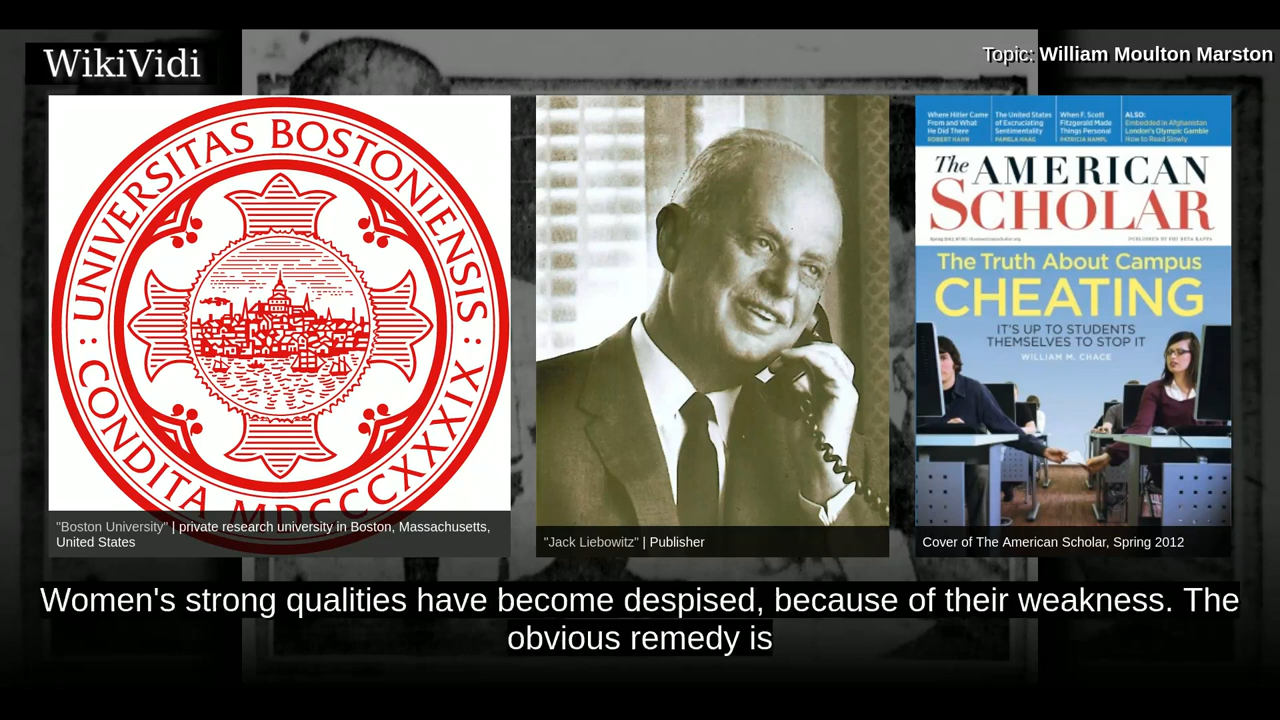 WikiVidi
Topic: William Moulton Marston
UNIVERSITAS BOSTONIENSIS
CONDITA MDCCCXXXIX
"Boston University" | private research university in Boston, Massachusetts,
United States
"Jack Liebowitz" | Publisher
Where Hitler Came
From and What
He Did There
ROBERT HAHN
The United States
of Excruciating
Sentimentality
PAMELA HAAG
When F. Scott
Fitzgerald Made
Things Personal
PATRICIA HAMPL
ALSO:
Embedded in Afghanistan
London's Olympic Gamble
How to Read Slowly
The AMERICAN
SCHOLAR
PUBLISHED BY PHI BETA KAPPA
The Truth About Campus
CHEATING
IT'S UP TO STUDENTS
THEMSELVES TO STOP IT
WILLIAM M. CHACE
Cover of The American Scholar, Spring 2012
Women's strong qualities have become despised, because of their weakness. The
obvious remedy is